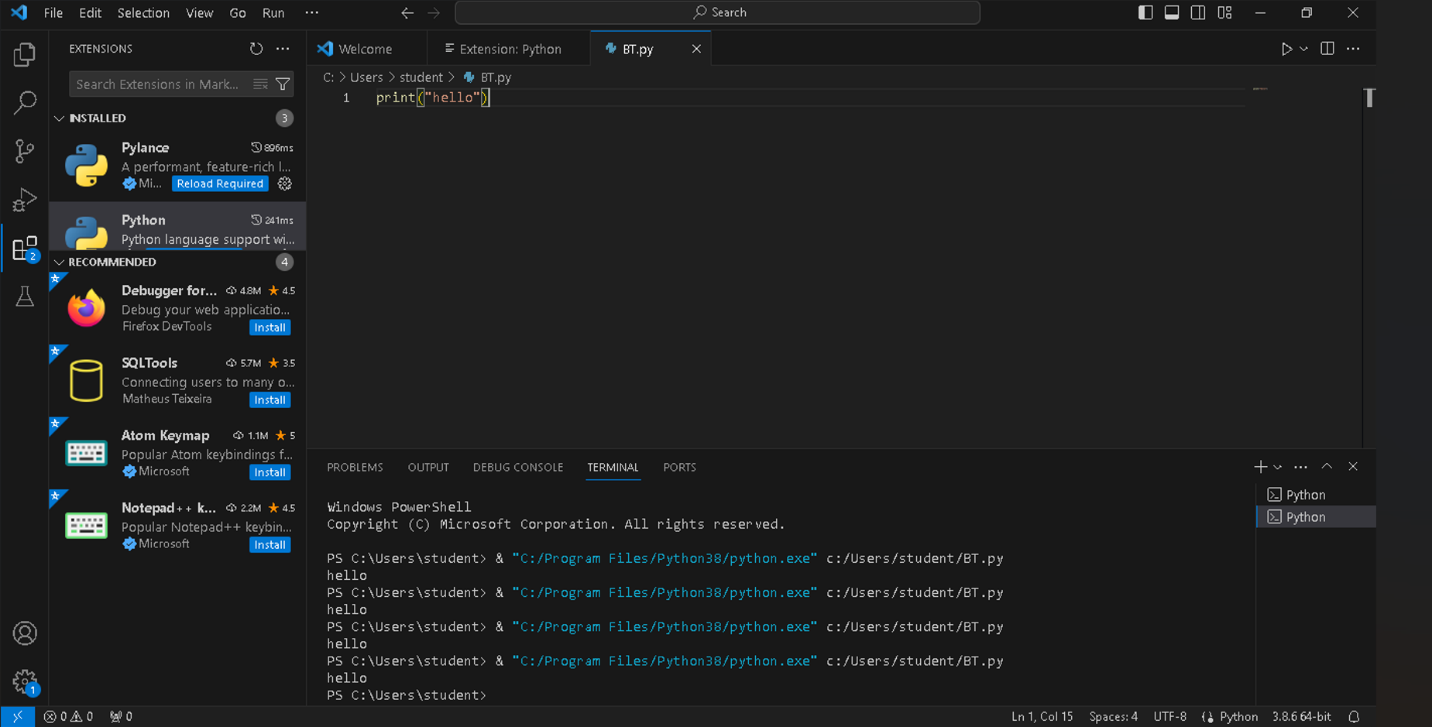 File Edit Selection View Go Run ...
Search
EXTENSIONS
Search Extensions in Mark...
INSTALLED 3
Pylance 896ms
A performant, feature-rich l...
Mi... Reload Required
Python 241ms
Python language support wi...
2
RECOMMENDED 4
Debugger for... 4.8M 4.5
Debug your web applicatio...
Firefox DevTools Install
SQLTools 5.7M 3.5
Connecting users to many o...
Matheus Teixeira Install
Atom Keymap 1.1M 5
Popular Atom keybindings f...
Microsoft Install
Notepad++ k... 2.2M 4.5
Popular Notepad++ keybin...
Microsoft Install
1
Welcome Extension: Python BT.py
C: > Users > student > BT.py
1 print("hello")
PROBLEMS OUTPUT DEBUG CONSOLE TERMINAL PORTS
Windows PowerShell
Copyright (C) Microsoft Corporation. All rights reserved.
PS C:\Users\student> & "C:/Program Files/Python38/python.exe" c:/Users/student/BT.py
hello
PS C:\Users\student> & "C:/Program Files/Python38/python.exe" c:/Users/student/BT.py
hello
PS C:\Users\student> & "C:/Program Files/Python38/python.exe" c:/Users/student/BT.py
hello
PS C:\Users\student> & "C:/Program Files/Python38/python.exe" c:/Users/student/BT.py
hello
PS C:\Users\student>
Python
Python
0 0 0 Ln 1, Col 15 Spaces: 4 UTF-8 Python 3.8.6 64-bit